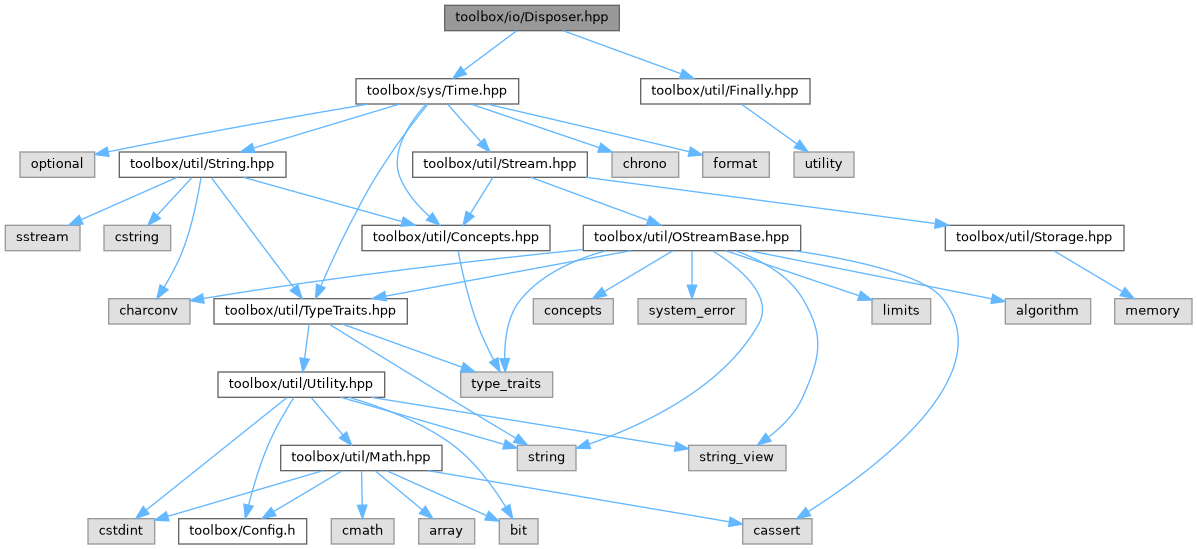 toolbox/io/Disposer.hpp
toolbox/sys/Time.hpp
toolbox/util/Finally.hpp
optional
toolbox/util/String.hpp
toolbox/util/Stream.hpp
chrono
format
utility
sstream
cstring
toolbox/util/Concepts.hpp
toolbox/util/OStreamBase.hpp
toolbox/util/Storage.hpp
charconv
toolbox/util/TypeTraits.hpp
concepts
system_error
limits
algorithm
memory
toolbox/util/Utility.hpp
type_traits
toolbox/util/Math.hpp
string
string_view
cstdint
toolbox/Config.h
cmath
array
bit
cassert